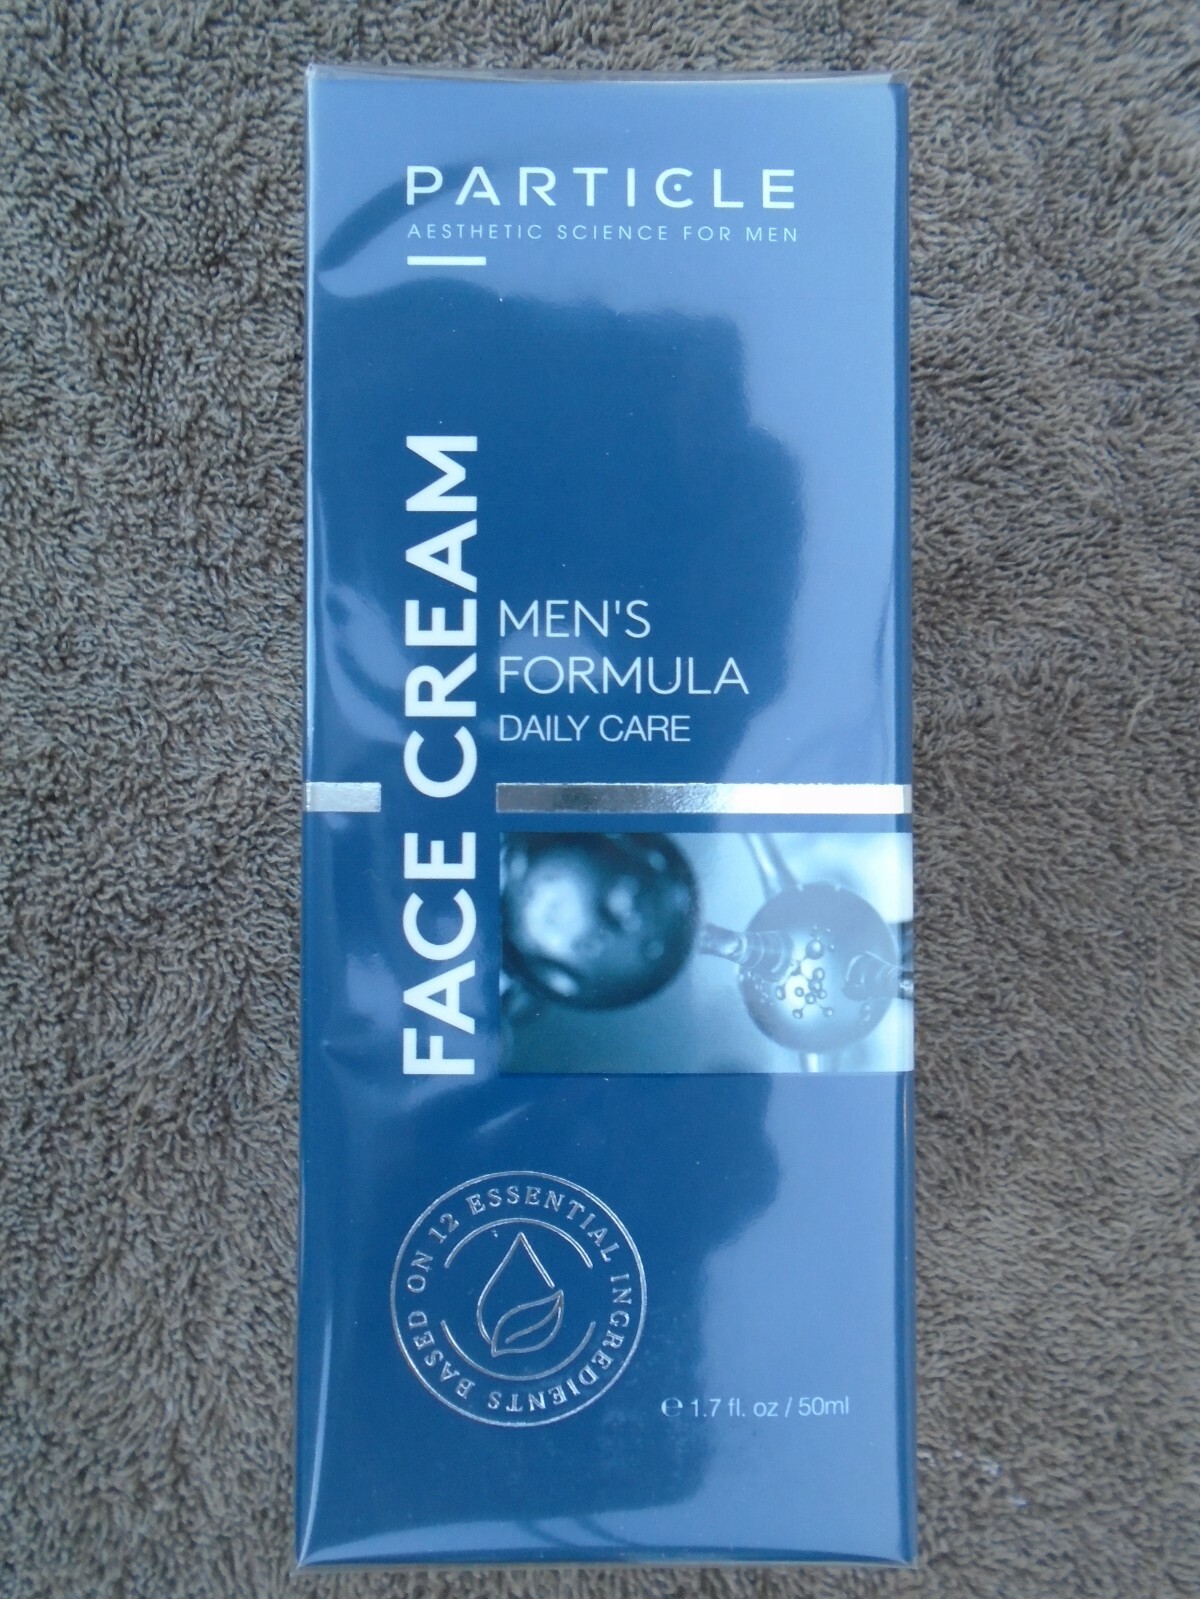 PARTICLE
AESTHETIC SCIENCE FOR MEN
FACE CREAM
MEN'S
FORMULA
DAILY CARE
BASED ON 12 ESSENTIAL INGREDIENTS
℮ 1.7 fl. oz / 50ml